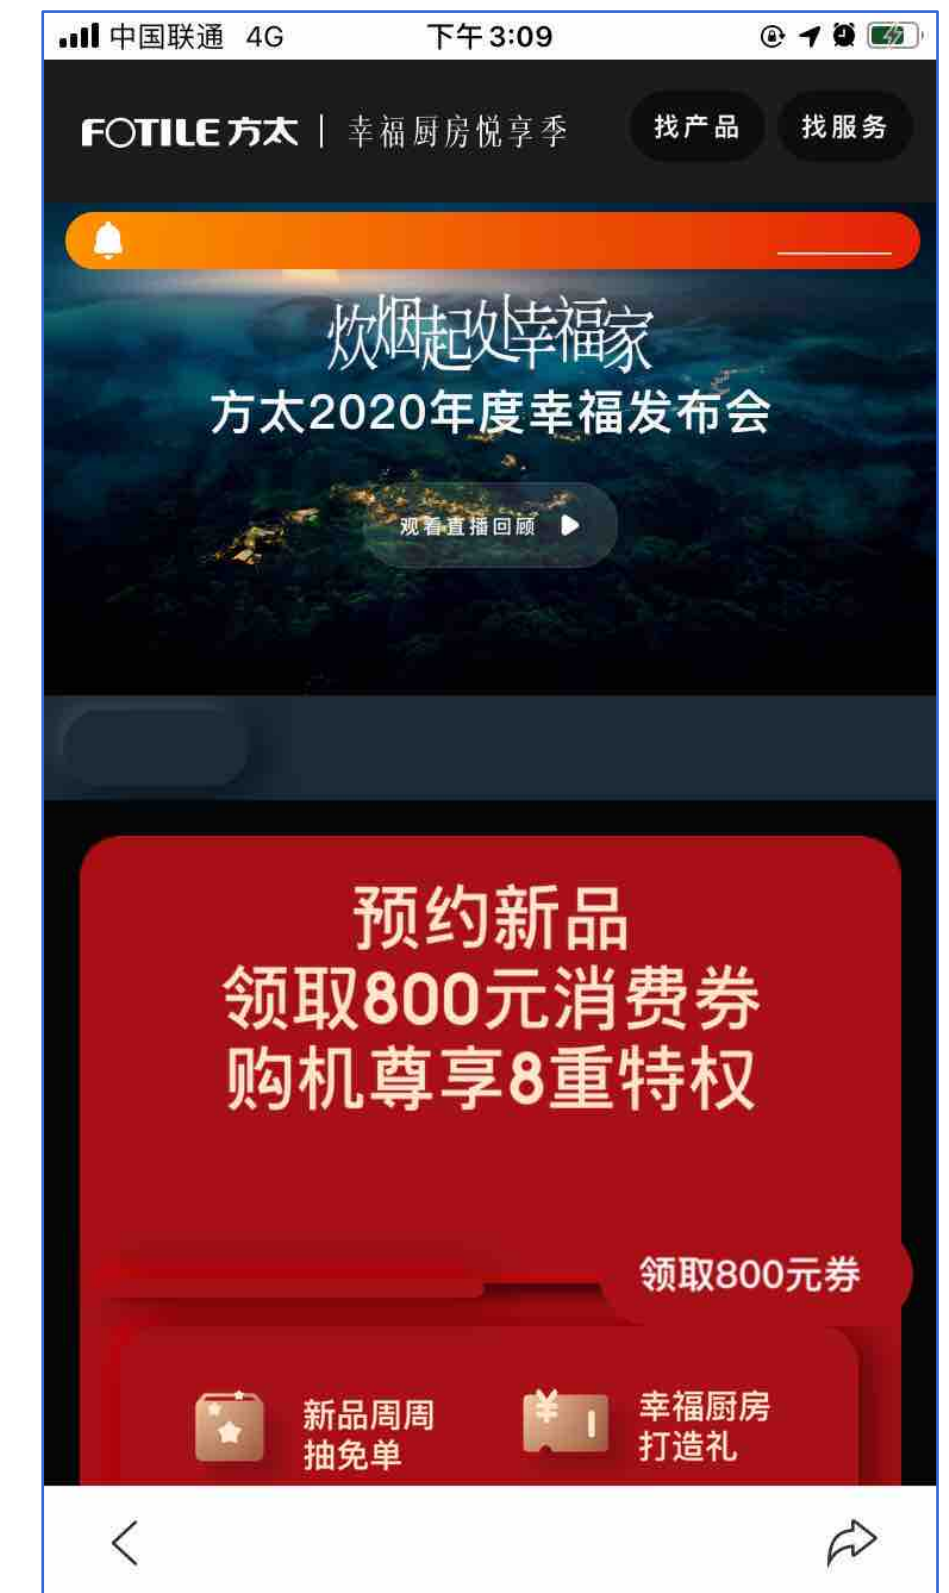 中国联通 4G 下午3:09
FOTILE方太 | 幸福厨房悦享季 找产品 找服务
炊烟起处幸福家
方太2020年度幸福发布会
观看直播回顾
预约新品
领取800元消费券
购机尊享8重特权
领取800元券
新品周周
抽免单
幸福厨房
打造礼